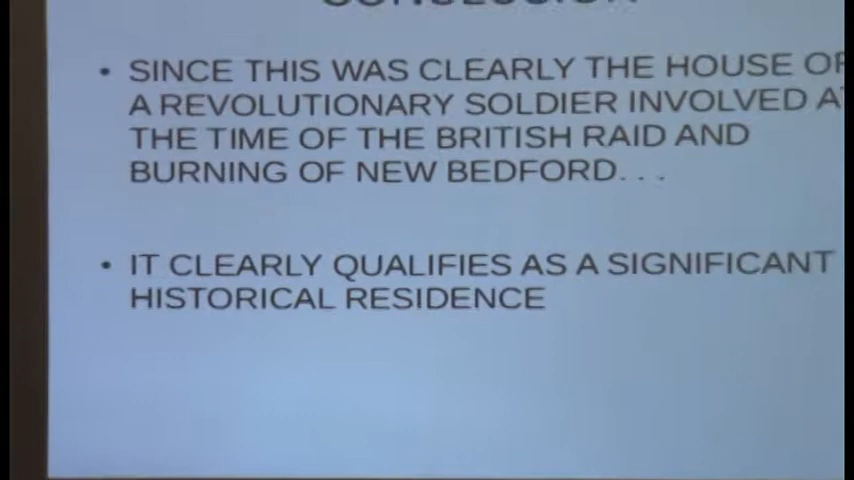 CONCLUSION
• SINCE THIS WAS CLEARLY THE HOUSE OF
A REVOLUTIONARY SOLDIER INVOLVED AT
THE TIME OF THE BRITISH RAID AND
BURNING OF NEW BEDFORD. . .
• IT CLEARLY QUALIFIES AS A SIGNIFICANT
HISTORICAL RESIDENCE